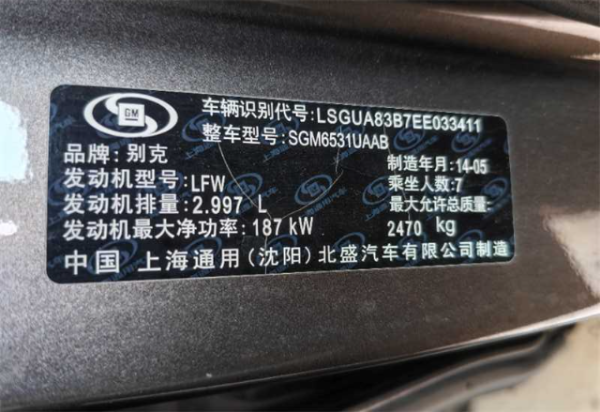 GM
车辆识别代号:LSGUA83B7EE033411
整车型号:SGM6531UAAB
品牌:别克 制造年月:14-05
发动机型号:LFW 乘坐人数:7
发动机排量:2.997 L 最大允许总质量:
发动机最大净功率:187 kW 2470 kg
中国 上海通用(沈阳)北盛汽车有限公司制造